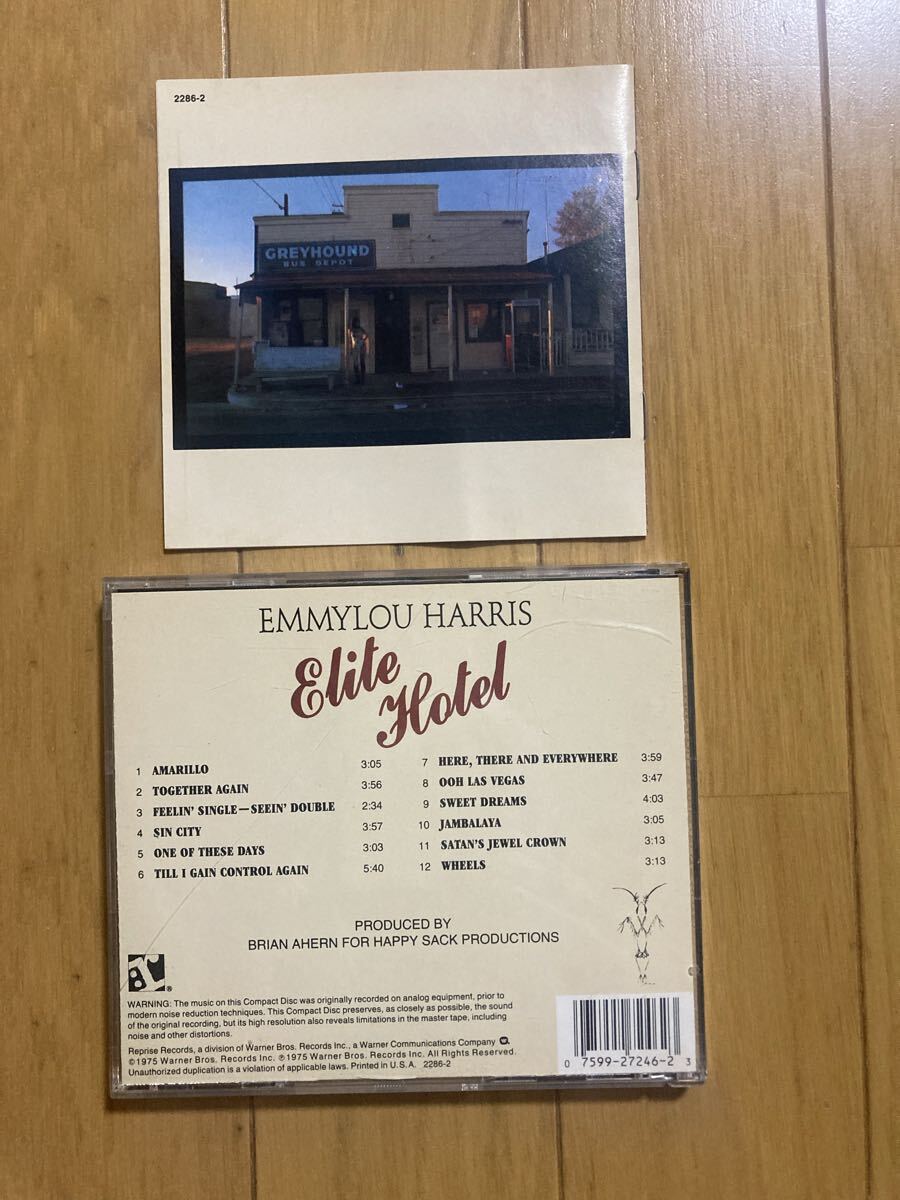 2286-2
GREYHOUND
BUS DEPOT
EMMYLOU HARRIS
Elite
Hotel
1 AMARILLO 3:05
2 TOGETHER AGAIN 3:56
3 FEELIN' SINGLE—SEEIN' DOUBLE 2:34
4 SIN CITY 3:57
5 ONE OF THESE DAYS 3:03
6 TILL I GAIN CONTROL AGAIN 5:40
7 HERE, THERE AND EVERYWHERE 3:59
8 OOH LAS VEGAS 3:47
9 SWEET DREAMS 4:03
10 JAMBALAYA 3:05
11 SATAN'S JEWEL CROWN 3:13
12 WHEELS 3:13
PRODUCED BY
BRIAN AHERN FOR HAPPY SACK PRODUCTIONS
WARNING: The music on this Compact Disc was originally recorded on analog equipment, prior to
modern noise reduction techniques. This Compact Disc preserves, as closely as possible, the sound
of the original recording, but its high resolution also reveals limitations in the master tape, including
noise and other distortions.
Reprise Records, a division of Warner Bros. Records Inc., a Warner Communications Company
©1975 Warner Bros. Records Inc. ℗1975 Warner Bros. Records Inc. All Rights Reserved.
Unauthorized duplication is a violation of applicable laws. Printed in U.S.A. 2286-2
0 7599-27246-2 3